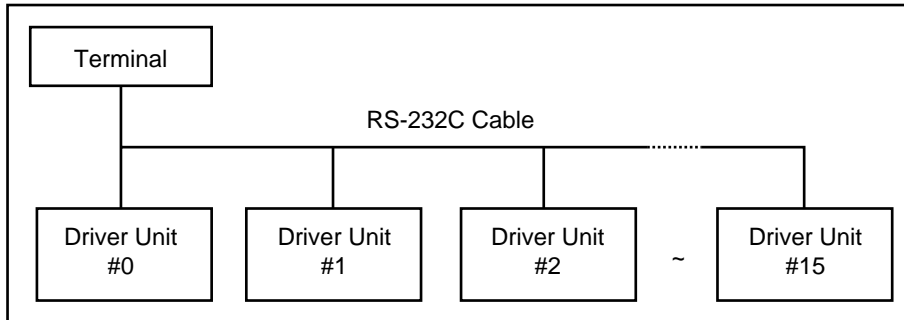 Terminal
RS-232C Cable
Driver Unit
#0
Driver Unit
#1
Driver Unit
#2
~
Driver Unit
#15